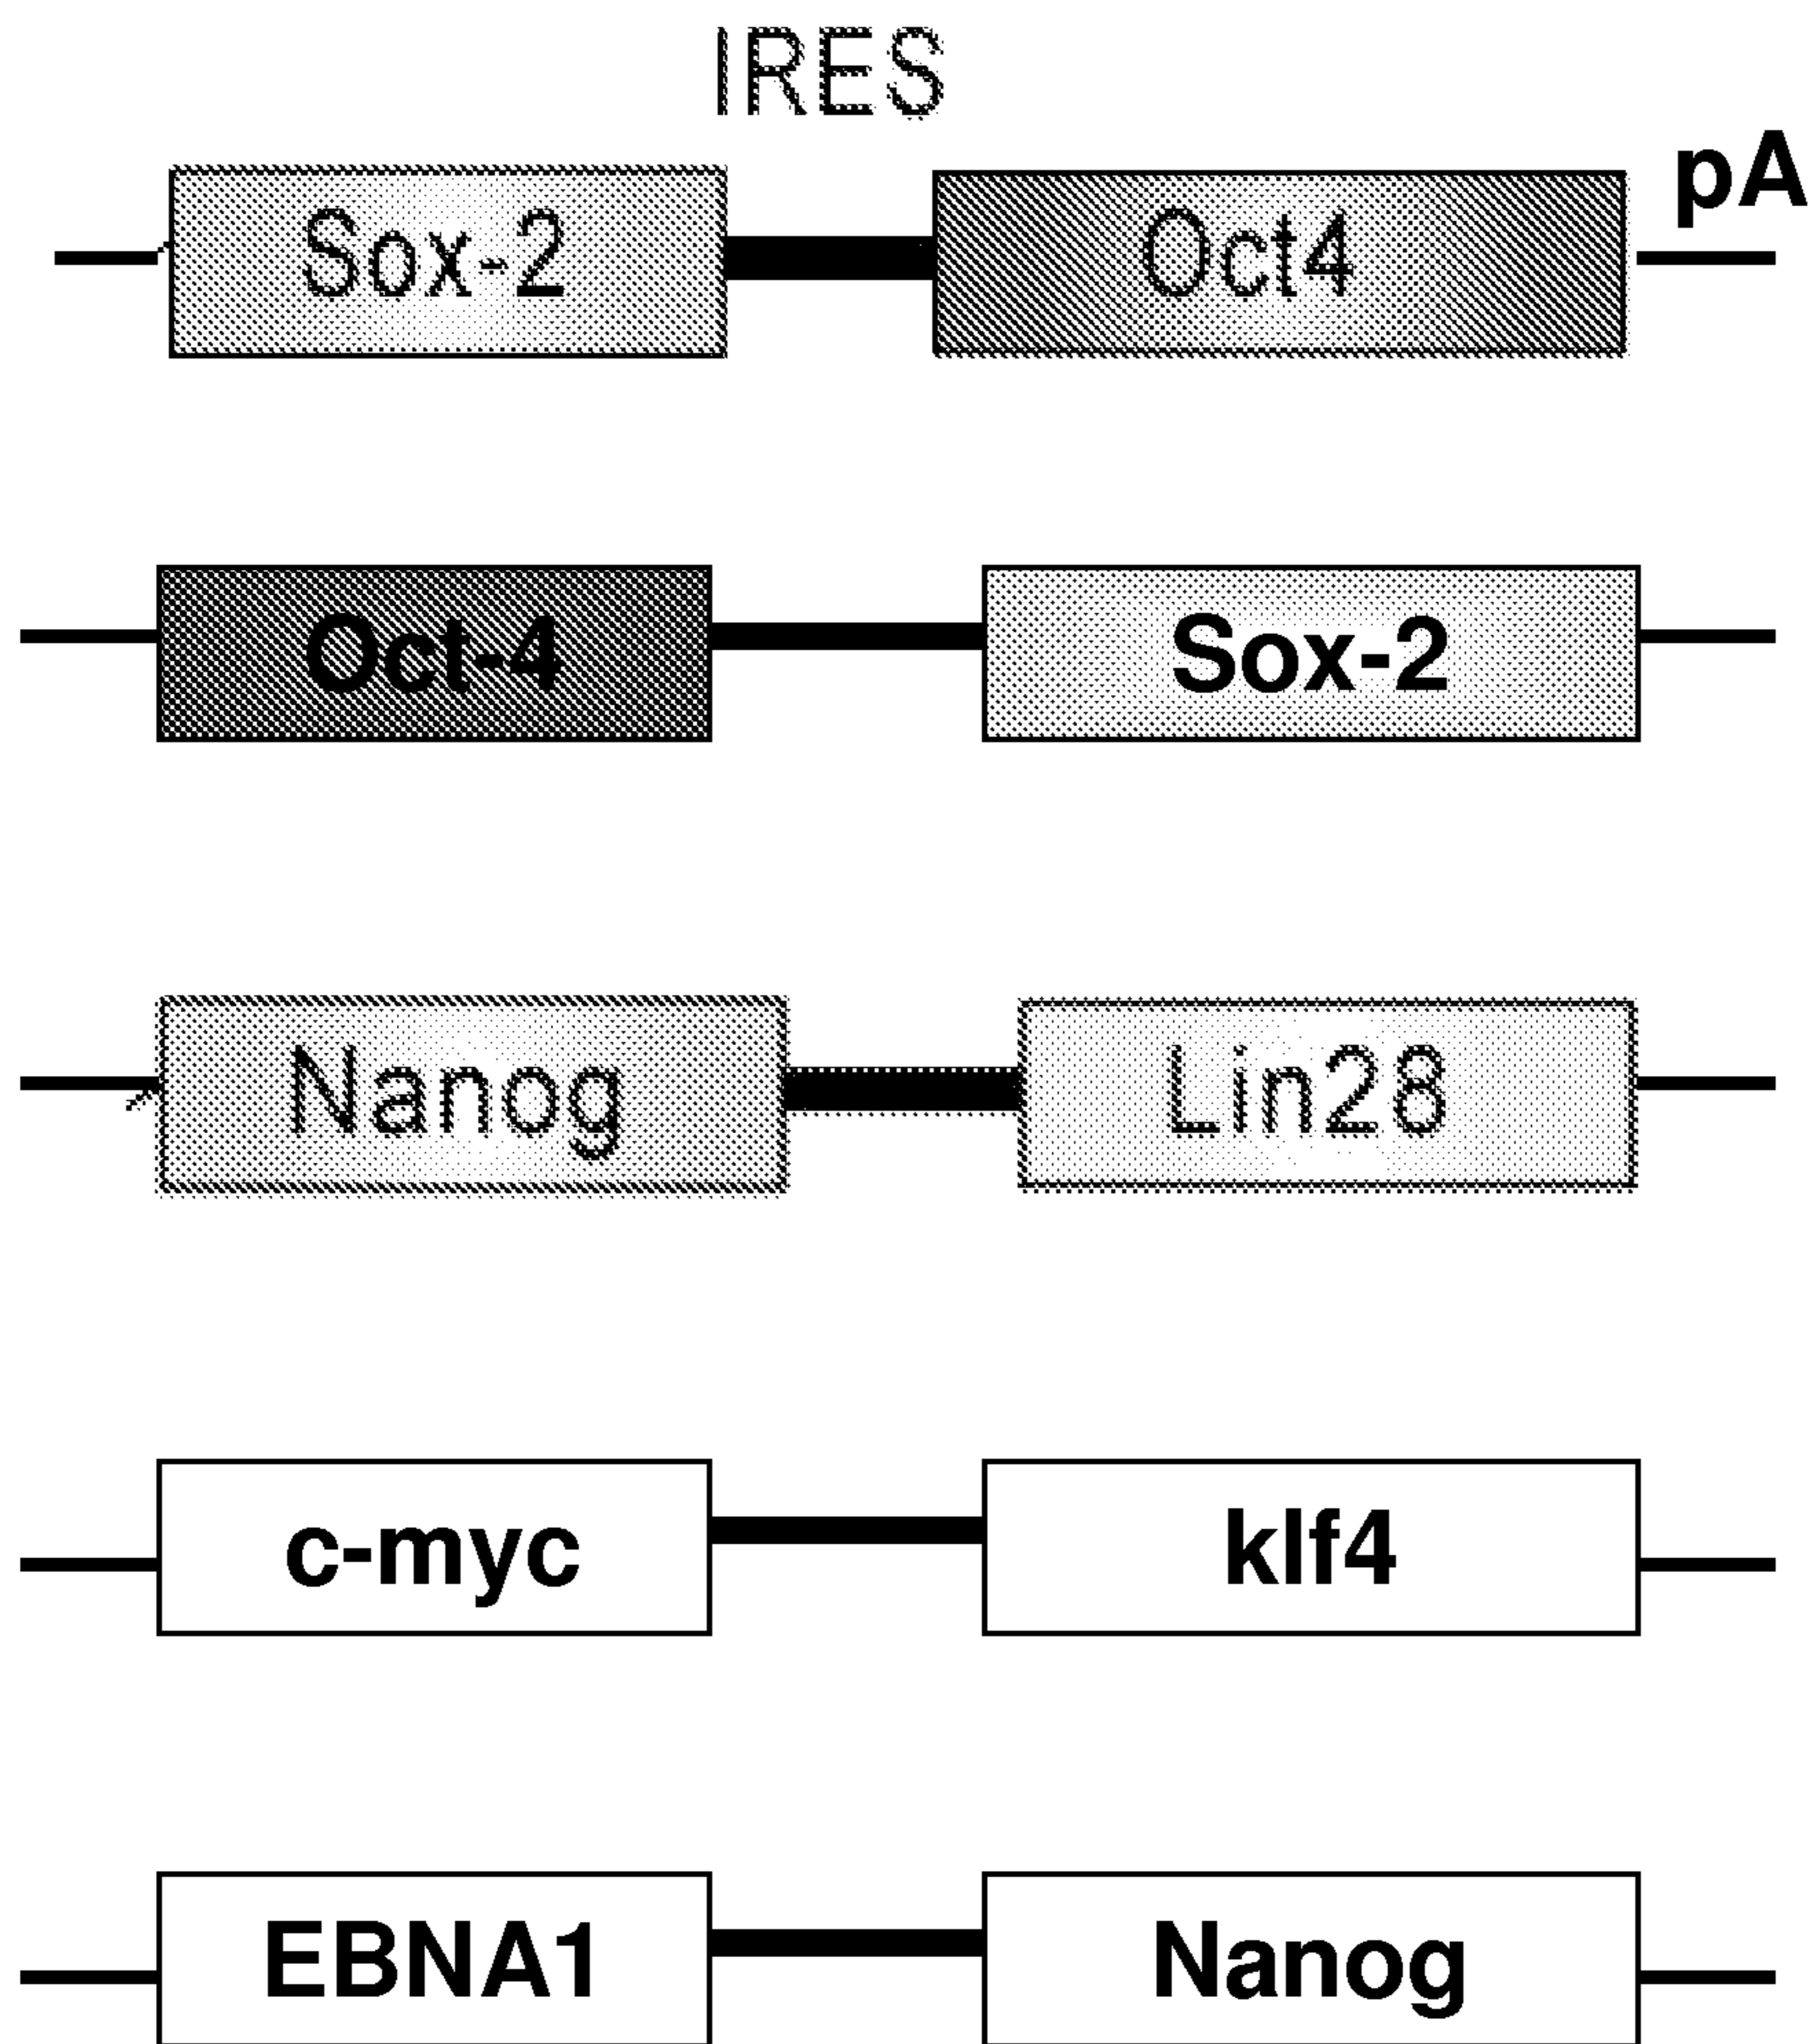 IRES
pA
Sox-2 Oct4
Oct-4 Sox-2
Nanog Lin28
c-myc klf4
EBNA1 Nanog